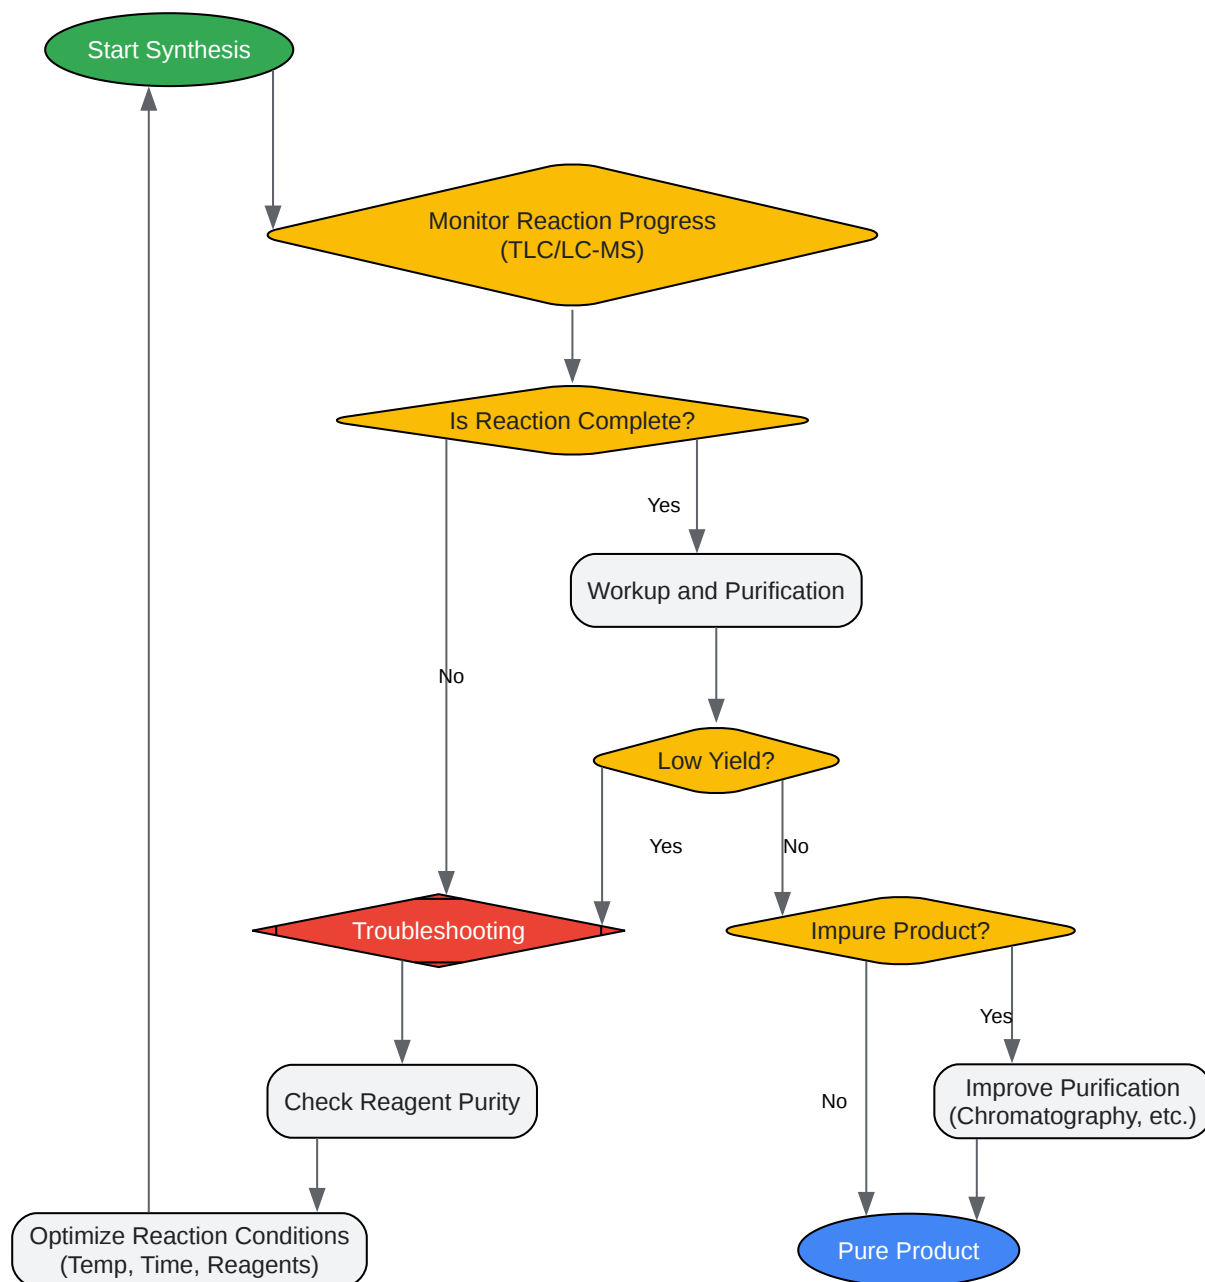 Start Synthesis
Monitor Reaction Progress
(TLC/LC-MS)
Is Reaction Complete?
Yes
Workup and Purification
No
Low Yield?
Yes
No
Troubleshooting
Impure Product?
Yes
Check Reagent Purity
No
Improve Purification
(Chromatography, etc.)
Optimize Reaction Conditions
(Temp, Time, Reagents)
Pure Product